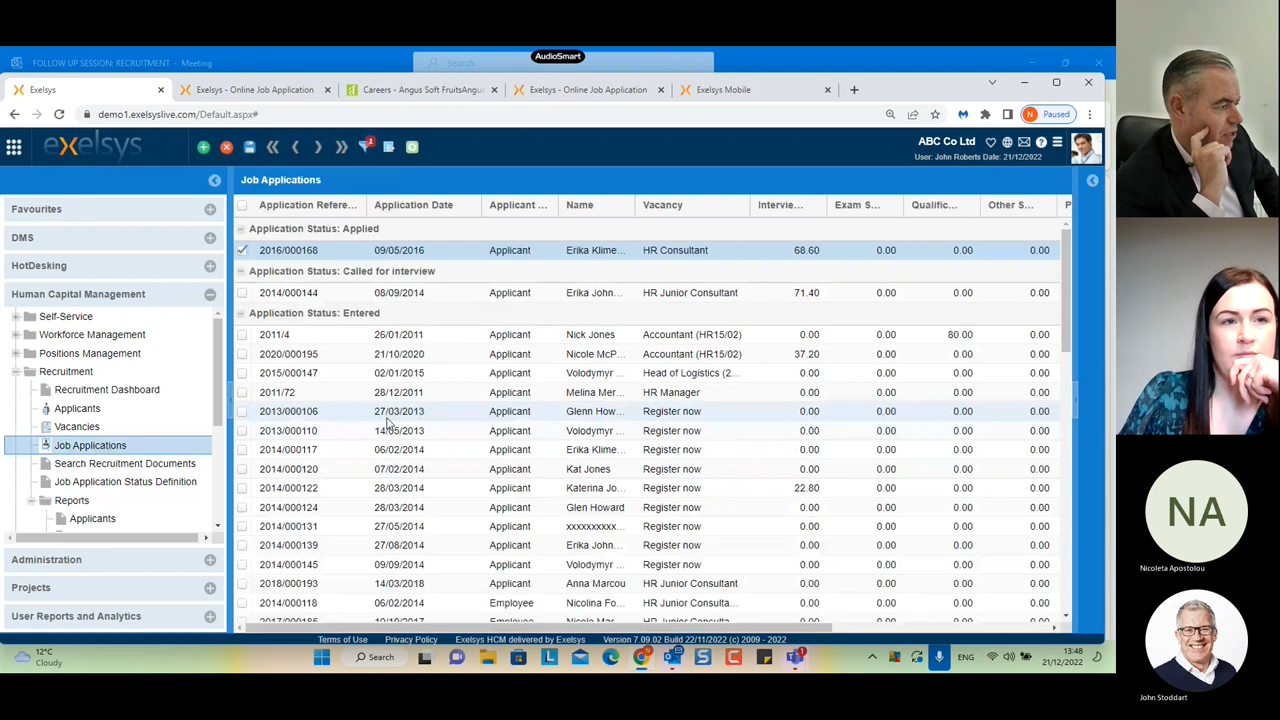 AudioSmart
FOLLOW UP SESSION: RECRUITMENT - Meeting
Search
Exelsys
Exelsys - Online Job Application
Careers - Angus Soft FruitsAngus
Exelsys - Online Job Application
Exelsys Mobile
demo1.exelsyslive.com/Default.aspx#
N Paused
exelsys
1
ABC Co Ltd
User: John Roberts Date: 21/12/2022
Job Applications
Favourites
DMS
HotDesking
Human Capital Management
Self-Service
Workforce Management
Positions Management
Recruitment
Recruitment Dashboard
Applicants
Vacancies
Job Applications
Search Recruitment Documents
Job Application Status Definition
Reports
Applicants
Administration
Projects
User Reports and Analytics
Application Refere... Application Date Applicant ... Name Vacancy Intervie... Exam S... Qualific... Other S... P
Application Status: Applied
2016/000168 09/05/2016 Applicant Erika Klime... HR Consultant 68.60 0.00 0.00 0.00
Application Status: Called for interview
2014/000144 08/09/2014 Applicant Erika John... HR Junior Consultant 71.40 0.00 0.00 0.00
Application Status: Entered
2011/4 26/01/2011 Applicant Nick Jones Accountant (HR15/02) 0.00 0.00 80.00 0.00
2020/000195 21/10/2020 Applicant Nicole McP... Accountant (HR15/02) 37.20 0.00 0.00 0.00
2015/000147 02/01/2015 Applicant Volodymyr ... Head of Logistics (2... 0.00 0.00 0.00 0.00
2011/72 28/12/2011 Applicant Melina Mer... HR Manager 0.00 0.00 0.00 0.00
2013/000106 27/03/2013 Applicant Glenn How... Register now 0.00 0.00 0.00 0.00
2013/000110 14/05/2013 Applicant Volodymyr ... Register now 0.00 0.00 0.00 0.00
2014/000117 06/02/2014 Applicant Erika Klime... Register now 0.00 0.00 0.00 0.00
2014/000120 07/02/2014 Applicant Kat Jones Register now 0.00 0.00 0.00 0.00
2014/000122 28/03/2014 Applicant Katerina Jo... Register now 22.80 0.00 0.00 0.00
2014/000124 28/03/2014 Applicant Glen Howard Register now 0.00 0.00 0.00 0.00
2014/000131 27/05/2014 Applicant xxxxxxxxxx... Register now 0.00 0.00 0.00 0.00
2014/000139 27/08/2014 Applicant Erika John... Register now 0.00 0.00 0.00 0.00
2014/000145 09/09/2014 Applicant Volodymyr ... Register now 0.00 0.00 0.00 0.00
2018/000193 14/03/2018 Applicant Anna Marcou HR Junior Consultant 0.00 0.00 0.00 0.00
2014/000118 06/02/2014 Employee Nicolina Fo... HR Junior Consulta... 0.00 0.00 0.00 0.00
Terms of Use Privacy Policy Exelsys HCM delivered by Exelsys Version 7.09.02 Build 22/11/2022 (c) 2009 - 2022
12°C
Cloudy
Search
ENG
13:48
21/12/2022
NA
Nicoleta Apostolou
John Stoddart